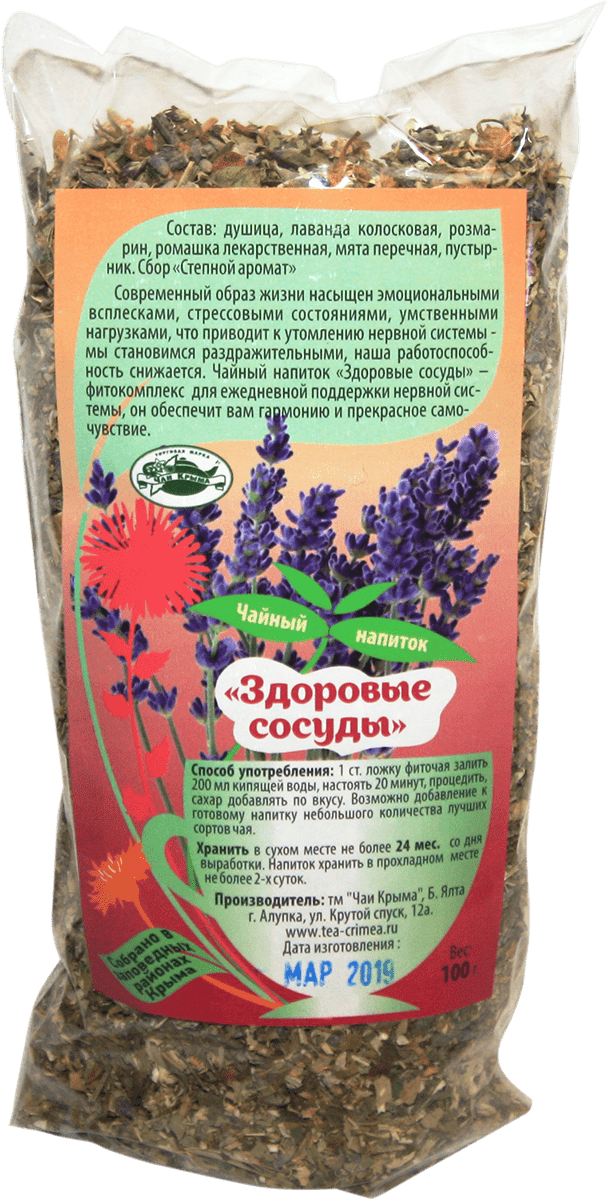 Состав: душица, лаванда колосковая, розма-
рин, ромашка лекарственная, мята перечная, пустыр-
ник. Сбор «Степной аромат»
Современный образ жизни насыщен эмоциональными
всплесками, стрессовыми состояниями, умственными
нагрузками, что приводит к утомлению нервной системы -
мы становимся раздражительными, наша работоспособ-
ность снижается. Чайный напиток «Здоровые сосуды» –
фитокомплекс для ежедневной поддержки нервной сис-
темы, он обеспечит вам гармонию и прекрасное само-
чувствие.
ТОРГОВАЯ МАРКА
ЧАИ КРЫМА
Чайный
напиток
«Здоровые
сосуды»
Способ употребления: 1 ст. ложку фиточая залить
200 мл кипящей воды, настоять 20 минут, процедить,
сахар добавлять по вкусу. Возможно добавление к
готовому напитку небольшого количества лучших
сортов чая.
Хранить в сухом месте не более 24 мес. со дня
выработки. Напиток хранить в прохладном месте
не более 2-х суток.
Производитель: тм "Чаи Крыма", Б. Ялта
г. Алупка, ул. Крутой спуск, 12а.
www.tea-crimea.ru
Дата изготовления :
МАР 2019
Вес:
100 г
Собрано в
заповедных
районах
Крыма